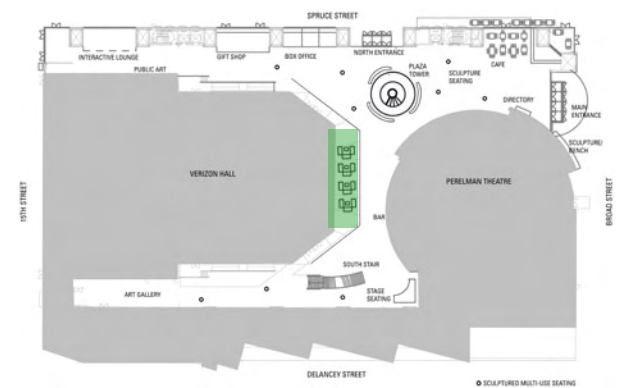 SPRUCE STREET
INTERACTIVE LOUNGE
GIFT SHOP
BOX OFFICE
NORTH ENTRANCE
CAFE
PUBLIC ART
PLAZA
TOWER
SCULPTURE
SEATING
DIRECTORY
MAIN
ENTRANCE
SCULPTURE/
BENCH
VERIZON HALL
PERELMAN THEATRE
15TH STREET
BROAD STREET
BAR
SOUTH STAIR
ART GALLERY
STAGE
SEATING
DELANCEY STREET
SCULPTURED MULTI-USE SEATING